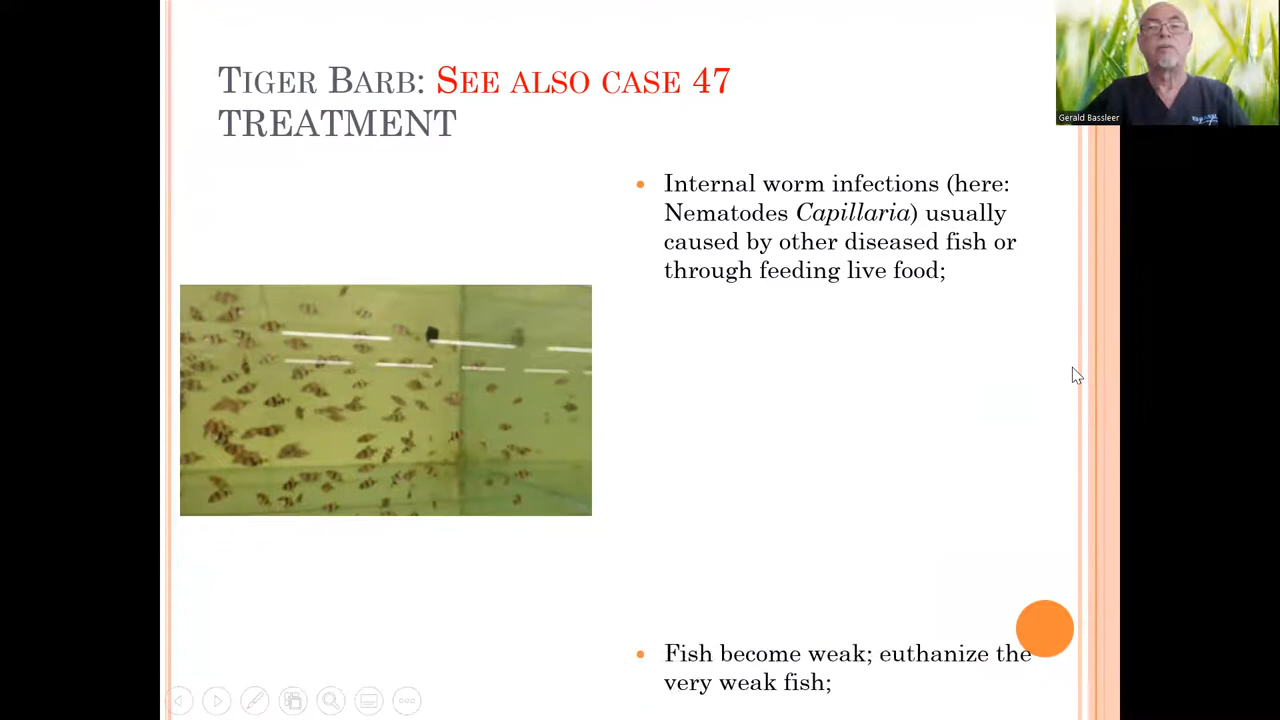 TIGER BARB: SEE ALSO CASE 47
TREATMENT
Gerald Bassleer
• Internal worm infections (here:
Nematodes Capillaria) usually
caused by other diseased fish or
through feeding live food;
• Fish become weak; euthanize the
very weak fish;